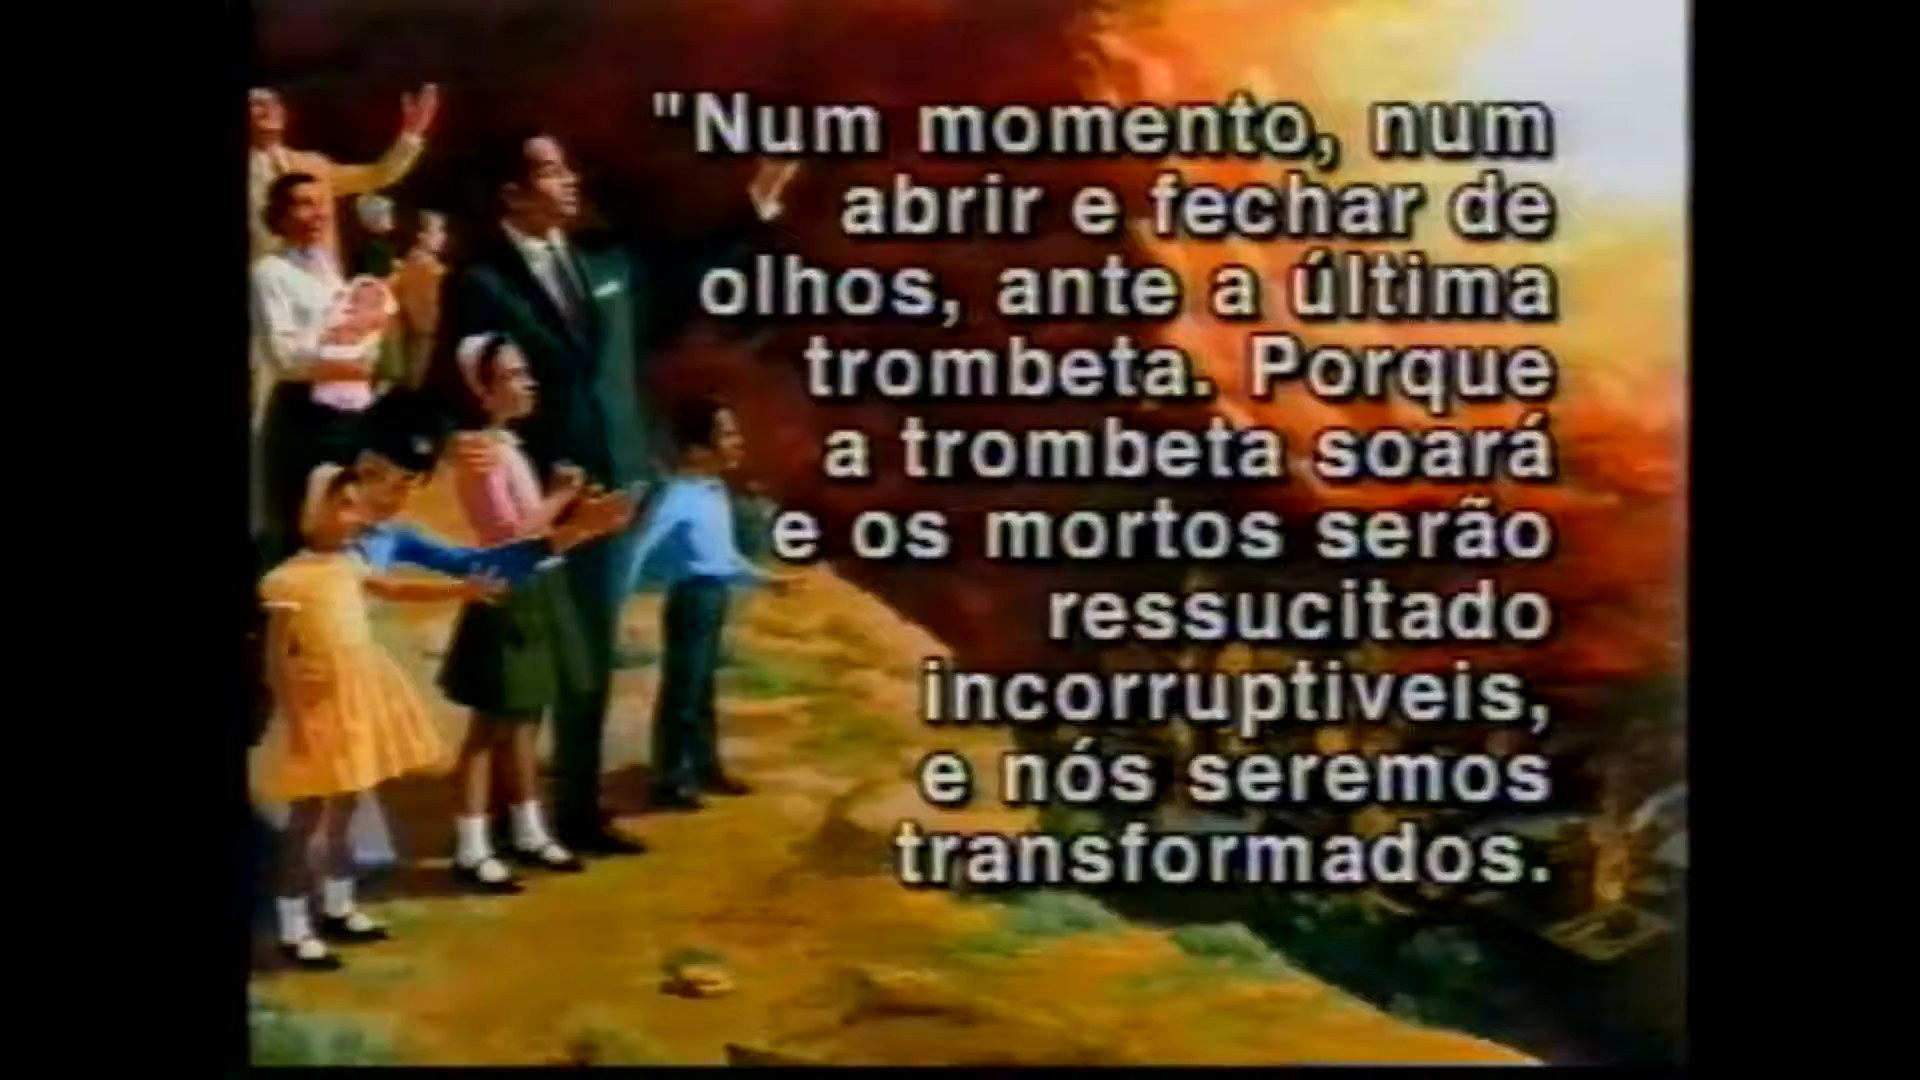 "Num momento, num
abrir e fechar de
olhos, ante a última
trombeta. Porque
a trombeta soará
e os mortos serão
ressucitado
incorruptiveis,
e nós seremos
transformados.